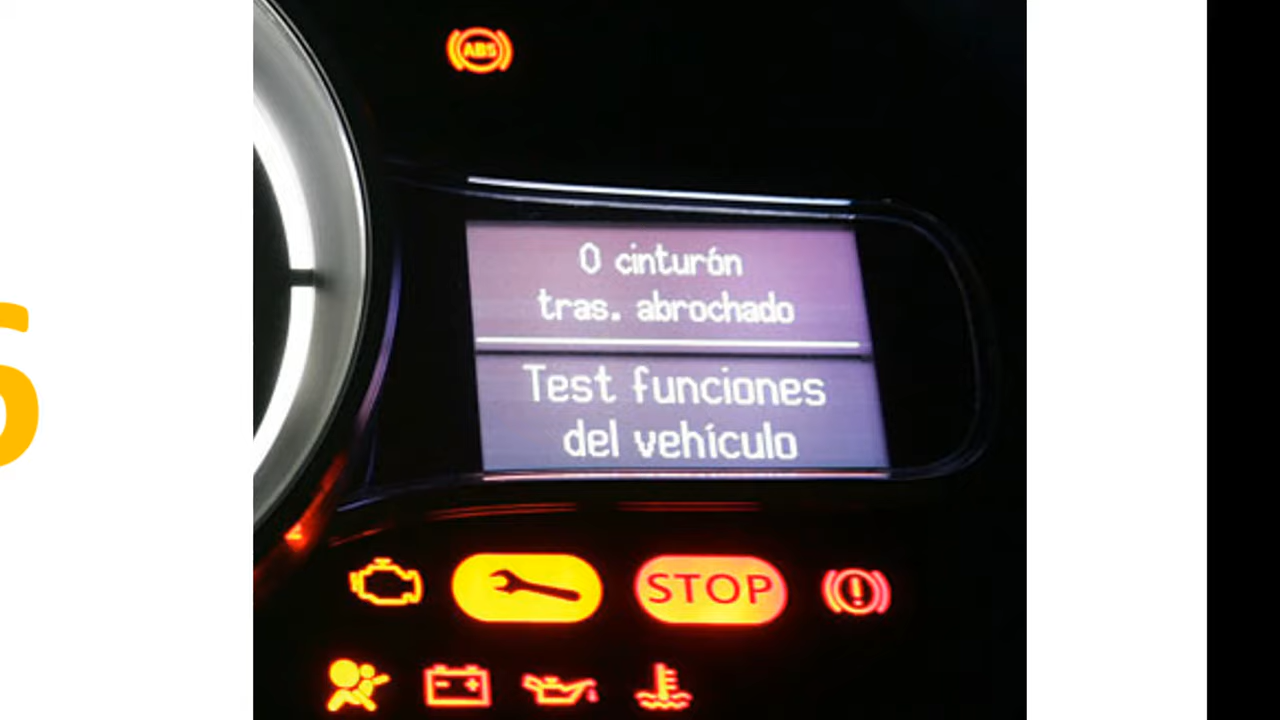 ABS
0 cinturón
tras. abrochado
Test funciones
del vehículo
STOP